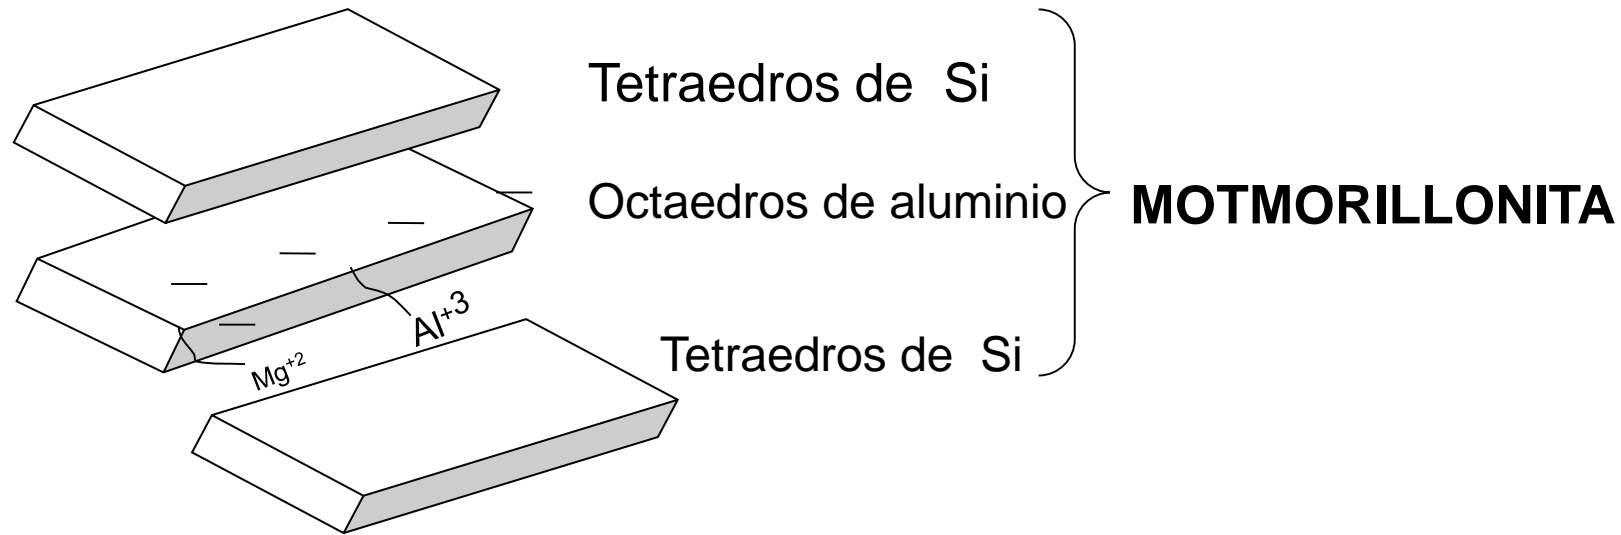 Tetraedros de Si
Octaedros de aluminio
MOTMORILLONITA
Al+3
Mg+2
Tetraedros de Si